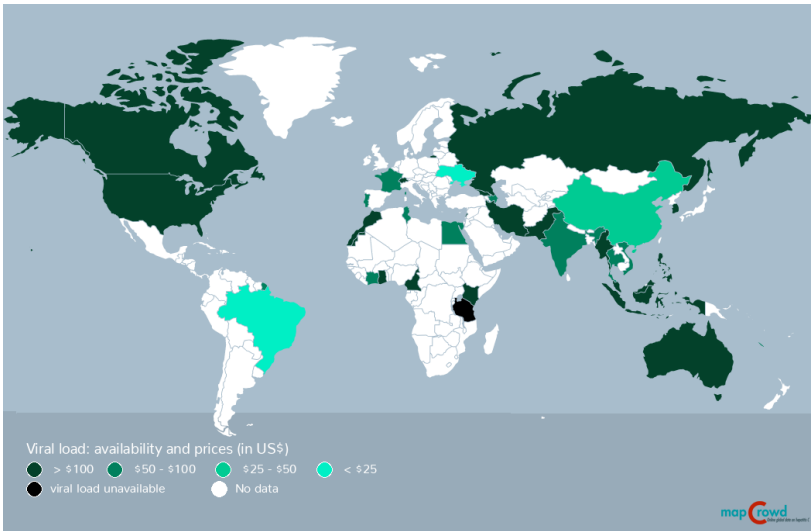 Viral load: availability and prices (in US$)
> $100 $50 - $100 $25 - $50 < $25
viral load unavailable No data
mapCrowd